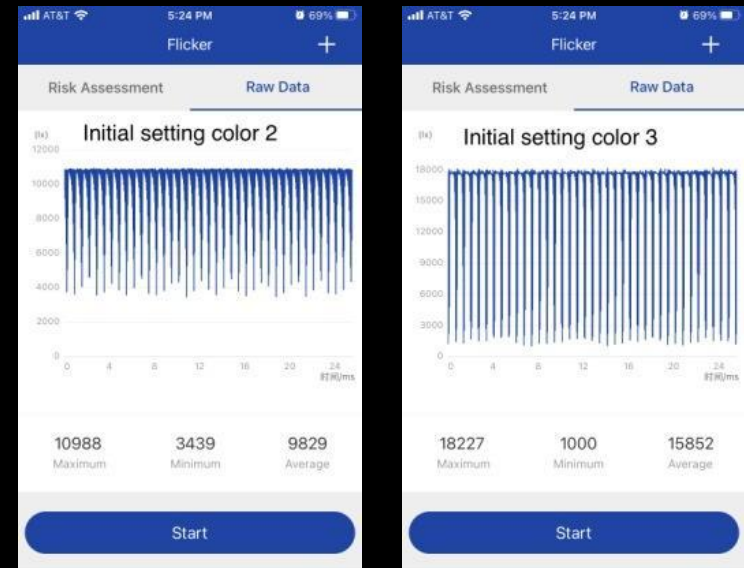 AT&T 5:24 PM 69%
Flicker +
Risk Assessment Raw Data
(lx) Initial setting color 2
12000
10000
8000
6000
4000
2000
0
0 4 8 12 16 20 24
时间/ms
10988 3439 9829
Maximum Minimum Average
Start
AT&T 5:24 PM 69%
Flicker +
Risk Assessment Raw Data
(lx) Initial setting color 3
18000
15000
12000
9000
6000
3000
0
0 4 8 12 16 20 24
时间/ms
18227 1000 15852
Maximum Minimum Average
Start